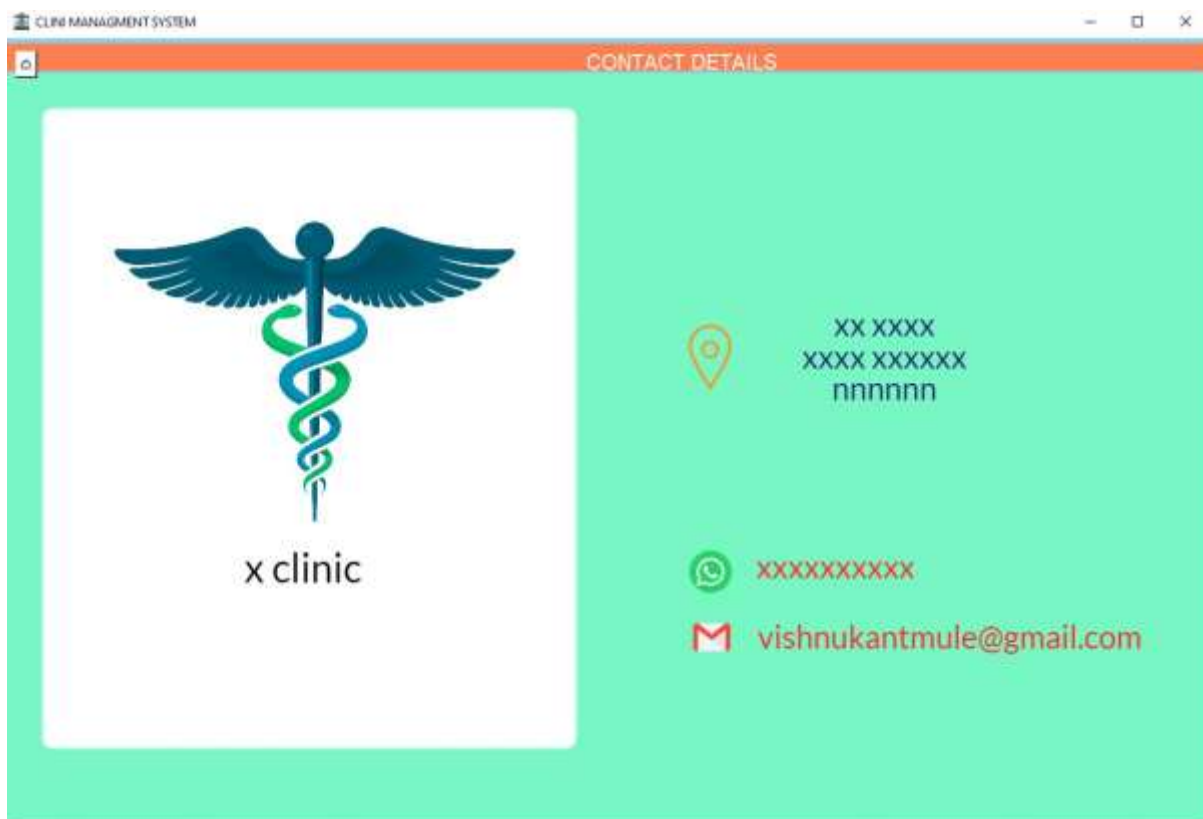 CLINI MANAGMENT SYSTEM
CONTACT DETAILS
x clinic
xx xxxx
xxxx xxxxxx
nnnnnn
xxxxxxxxxx
vishnukantmule@gmail.com